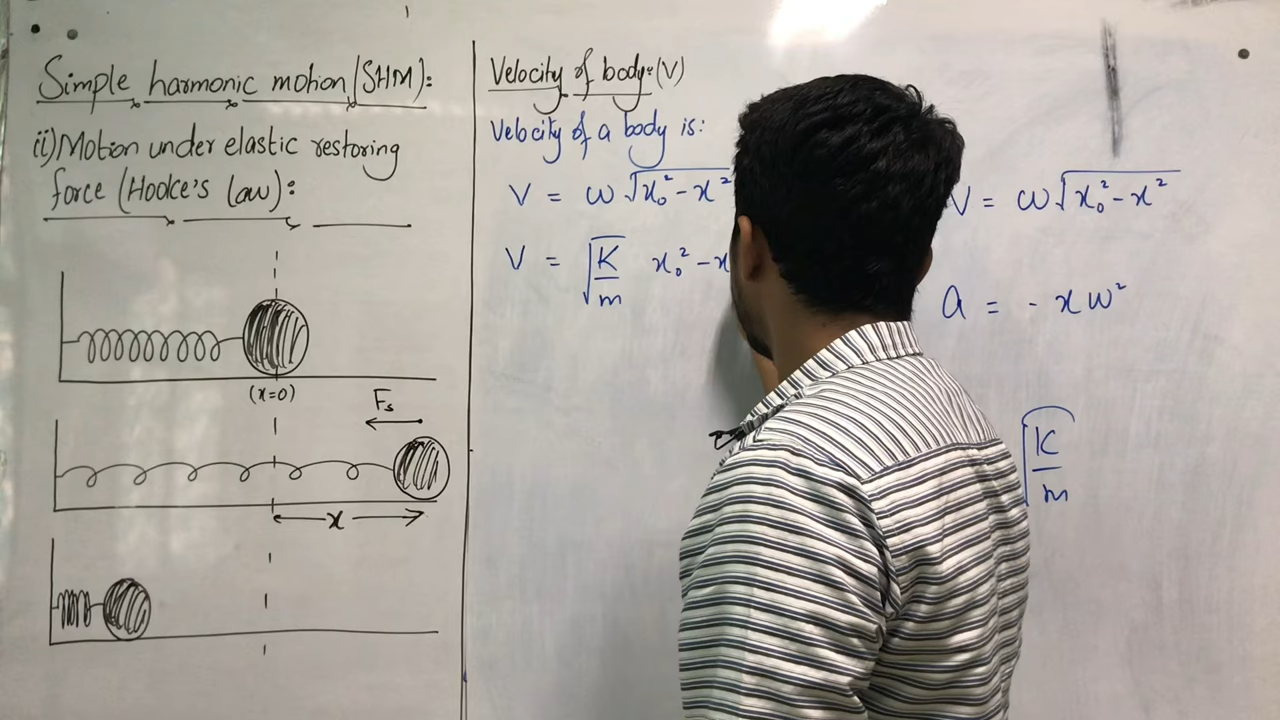 Simple harmonic motion (SHM):
ii) Motion under elastic restoring
force (Hooke's law):
(x=0)
Fs
x
Velocity of body:(V)
Velocity of a body is:
V = ω √x₀² - x²
V = √K/m x₀² - x
V = ω √x₀² - x²
a = - x ω²
√K/m